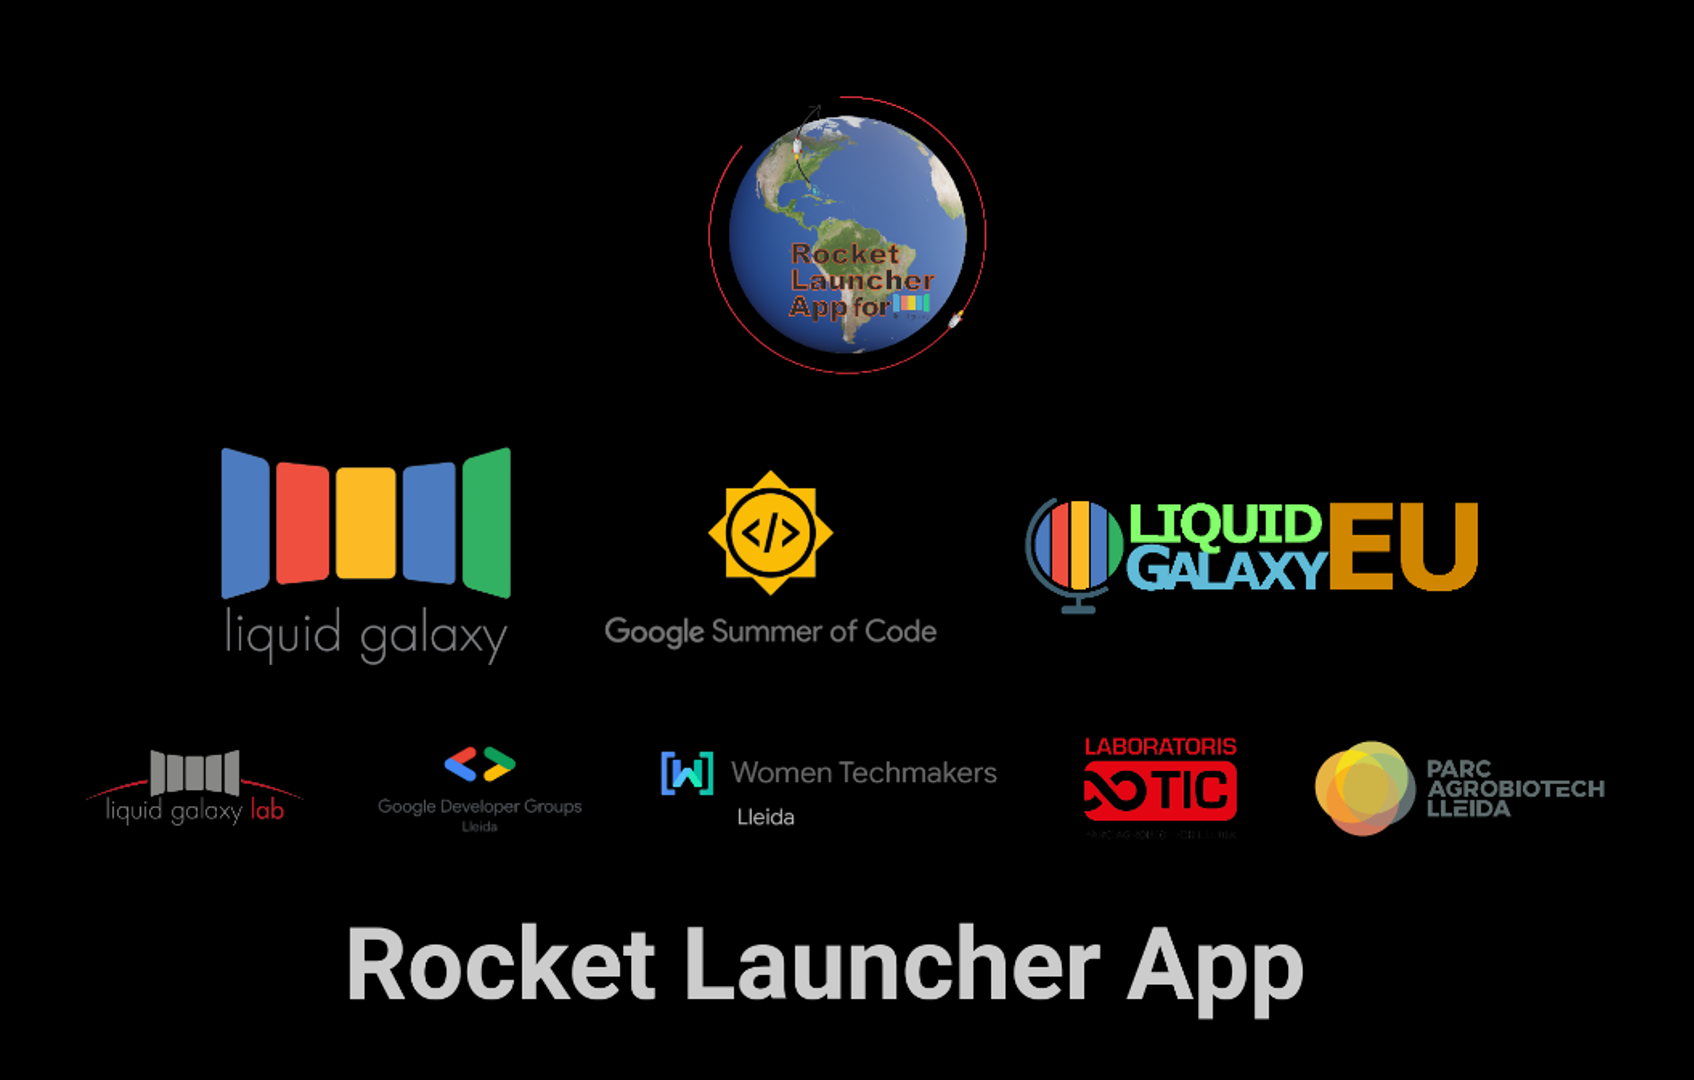 Rocket
Launcher
App for
liquid galaxy
Google Summer of Code
LIQUID
GALAXY
EU
liquid galaxy lab
Google Developer Groups
Lleida
Women Techmakers
Lleida
LABORATORIS
TIC
PARC
AGROBIOTECH
LLEIDA
Rocket Launcher App